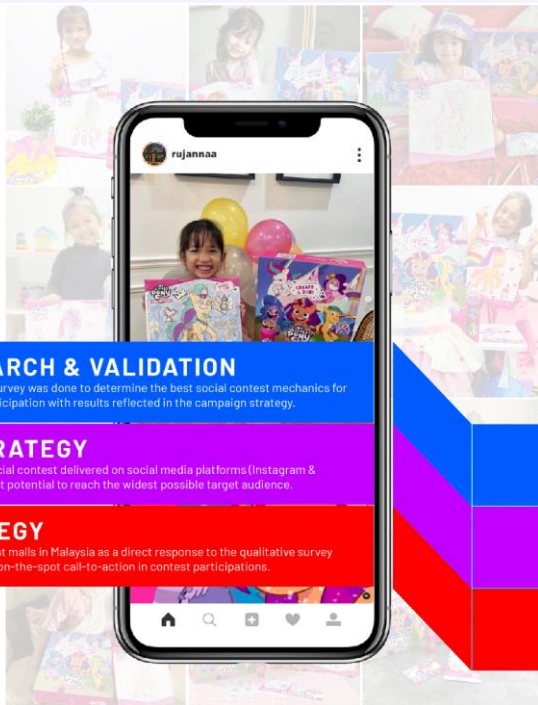 rujannaa
ARCH & VALIDATION
urvey was done to determine the best social contest mechanics for
icipation with results reflected in the campaign strategy.
RATEGY
cial contest delivered on social media platforms (Instagram &
t potential to reach the widest possible target audience.
EGY
at malls in Malaysia as a direct response to the qualitative survey
on-the-spot call-to-action in contest participations.